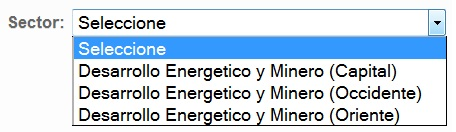 Sector: Seleccione
Seleccione
Desarrollo Energetico y Minero (Capital)
Desarrollo Energetico y Minero (Occidente)
Desarrollo Energetico y Minero (Oriente)